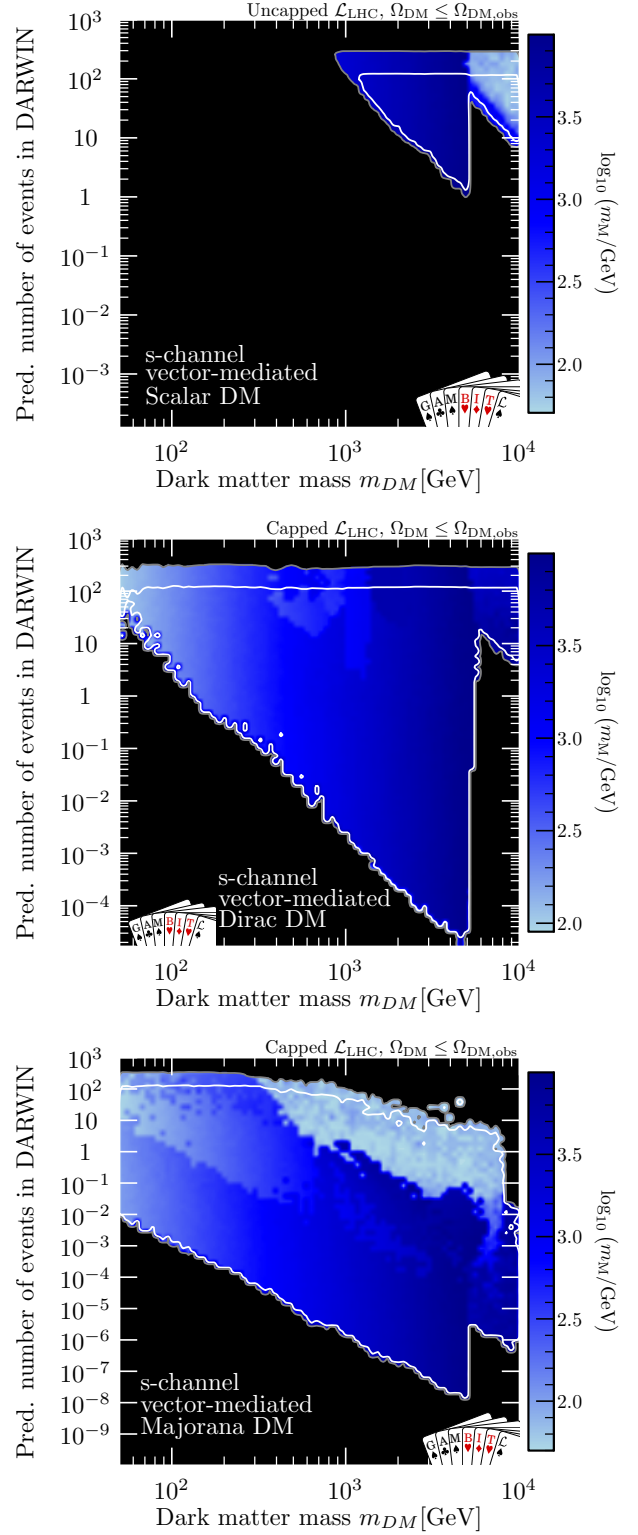 Uncapped ℒ_LHC, Ω_DM ≤ Ω_DM,obs
10^3
10^2
10
1
10^−1
10^−2
10^−3
Pred. number of events in DARWIN
s-channel
vector-mediated
Scalar DM
G A M B I T ℒ
10^2
10^3
10^4
Dark matter mass m_DM[GeV]
3.5
3.0
2.5
2.0
log_10 (m_M/GeV)
Capped ℒ_LHC, Ω_DM ≤ Ω_DM,obs
10^3
10^2
10
1
10^−1
10^−2
10^−3
10^−4
Pred. number of events in DARWIN
s-channel
vector-mediated
Dirac DM
G A M B I T ℒ
10^2
10^3
10^4
Dark matter mass m_DM[GeV]
3.5
3.0
2.5
2.0
log_10 (m_M/GeV)
Capped ℒ_LHC, Ω_DM ≤ Ω_DM,obs
10^3
10^2
10
1
10^−1
10^−2
10^−3
10^−4
10^−5
10^−6
10^−7
10^−8
10^−9
Pred. number of events in DARWIN
s-channel
vector-mediated
Majorana DM
G A M B I T ℒ
10^2
10^3
10^4
Dark matter mass m_DM[GeV]
3.5
3.0
2.5
2.0
log_10 (m_M/GeV)